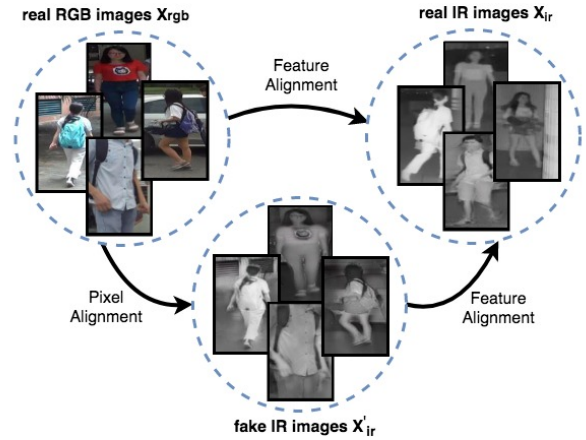 real RGB images Xrgb
real IR images Xir
Feature
Alignment
Pixel
Alignment
Feature
Alignment
fake IR images X'ir